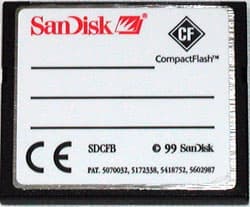 SanDisk
CF
CompactFlash™
CE
SDCFB
© 99 SanDisk
PAT. 5070032, 5172338, 5418752, 5602987